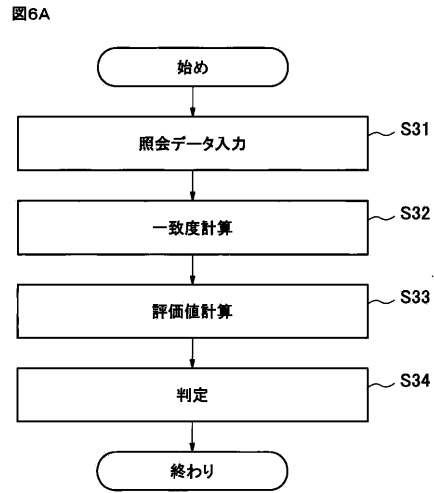 図6A
始め
照会データ入力
S31
一致度計算
S32
評価値計算
S33
判定
S34
終わり